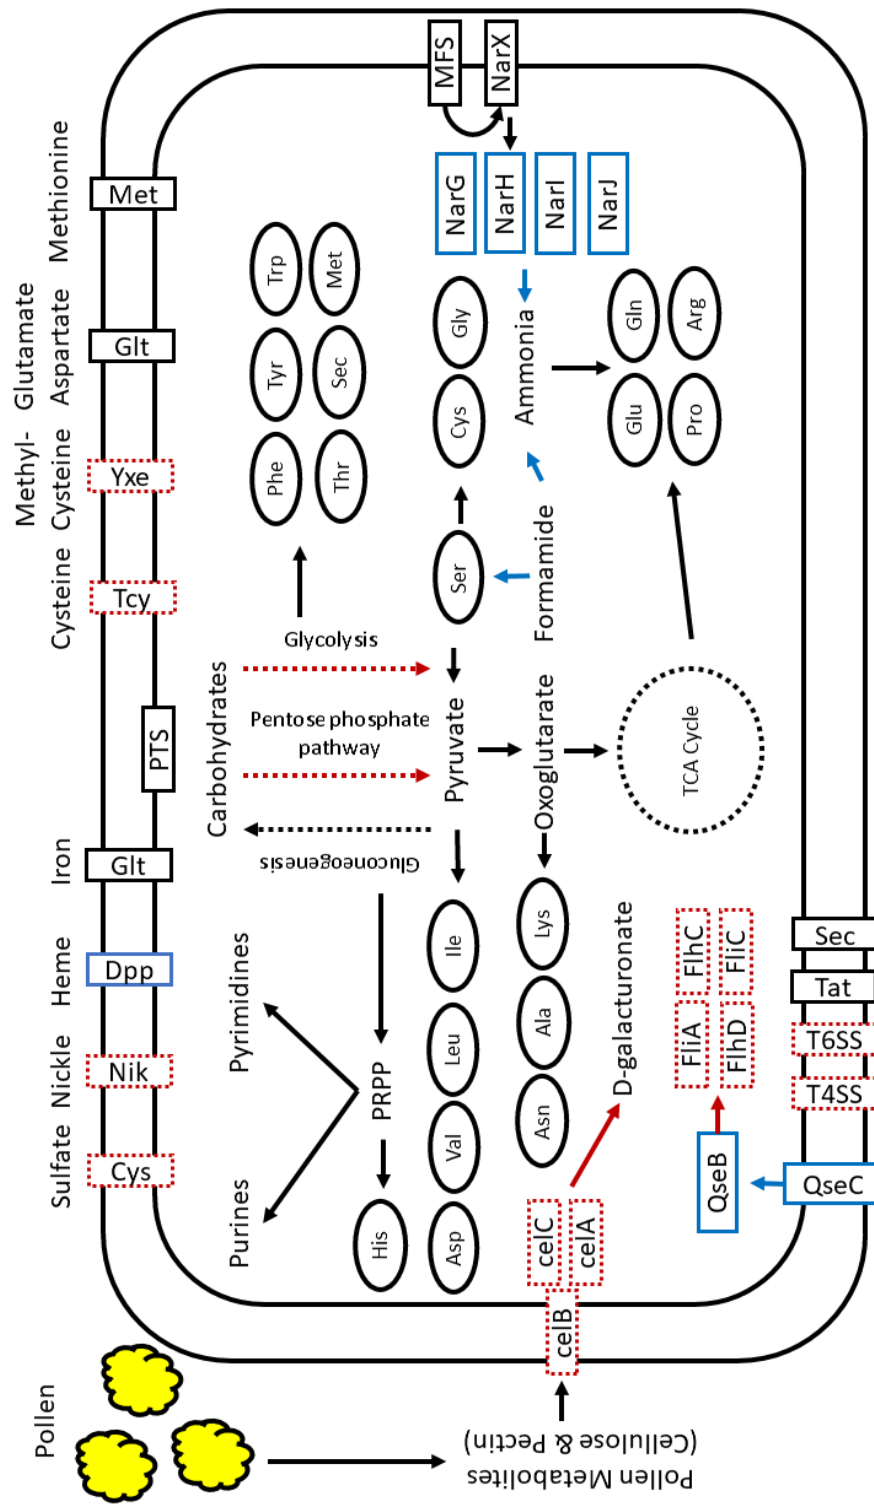 Pollen
Pollen Metabolites
(Cellulose & Pectin)
Sulfate
Nickle
Heme
Iron
Cysteine
Methyl-
Cysteine
Glutamate
Aspartate
Methionine
Cys
Nik
Dpp
Glt
PTS
Tcy
Yxe
Glt
Met
Purines
Pyrimidines
Carbohydrates
PRPP
His
Gluconeogenesis
Pentose phosphate
pathway
Glycolysis
Phe
Tyr
Trp
Thr
Sec
Met
Asp
Val
Leu
Ile
Pyruvate
Ser
Cys
Gly
Asn
Ala
Lys
Oxoglutarate
Formamide
Ammonia
NarG
NarH
NarI
NarJ
MFS
NarX
celB
celC
celA
D-galacturonate
TCA Cycle
Glu
Gln
Pro
Arg
QseB
FliA
FlhC
FlhD
FliC
QseC
T4SS
T6SS
Tat
Sec